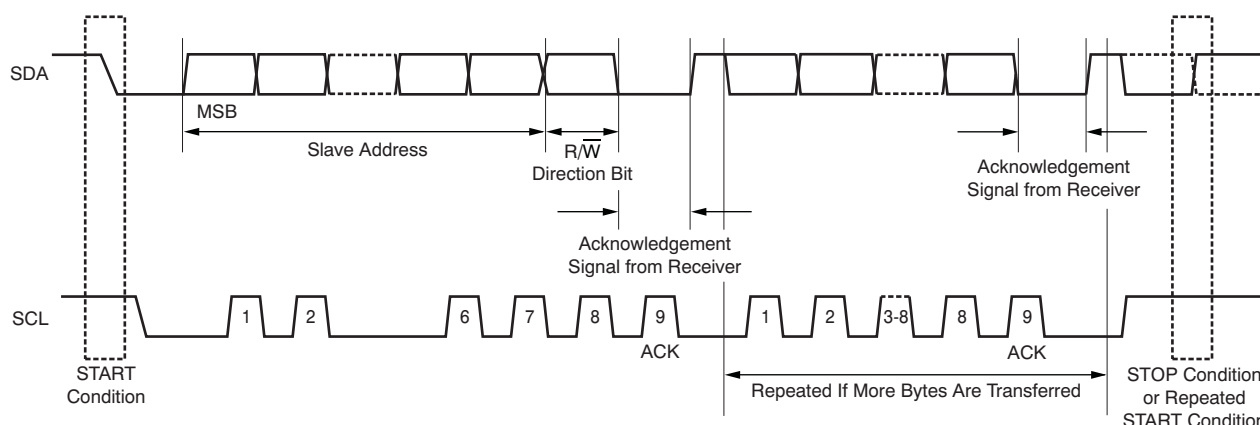 SDA
MSB
Slave Address
R/W̅
Direction Bit
Acknowledgement
Signal from Receiver
Acknowledgement
Signal from Receiver
SCL
1
2
6
7
8
9
1
2
3-8
8
9
ACK
ACK
START
Condition
Repeated If More Bytes Are Transferred
STOP Condition
or Repeated
START Condition